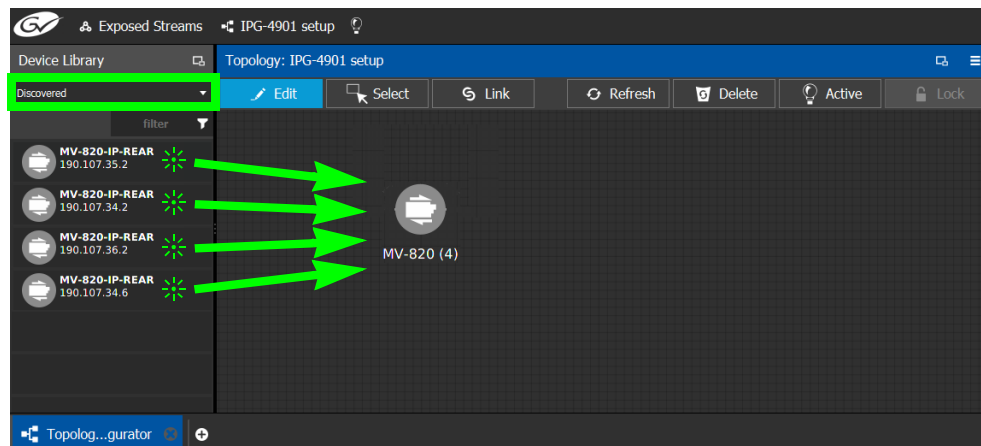 GV Exposed Streams IPG-4901 setup
Device Library
Topology: IPG-4901 setup
Discovered
Edit Select Link Refresh Delete Active Lock
filter
MV-820-IP-REAR
190.107.35.2
MV-820-IP-REAR
190.107.34.2
MV-820-IP-REAR
190.107.36.2
MV-820-IP-REAR
190.107.34.6
MV-820 (4)
Topolog...gurator